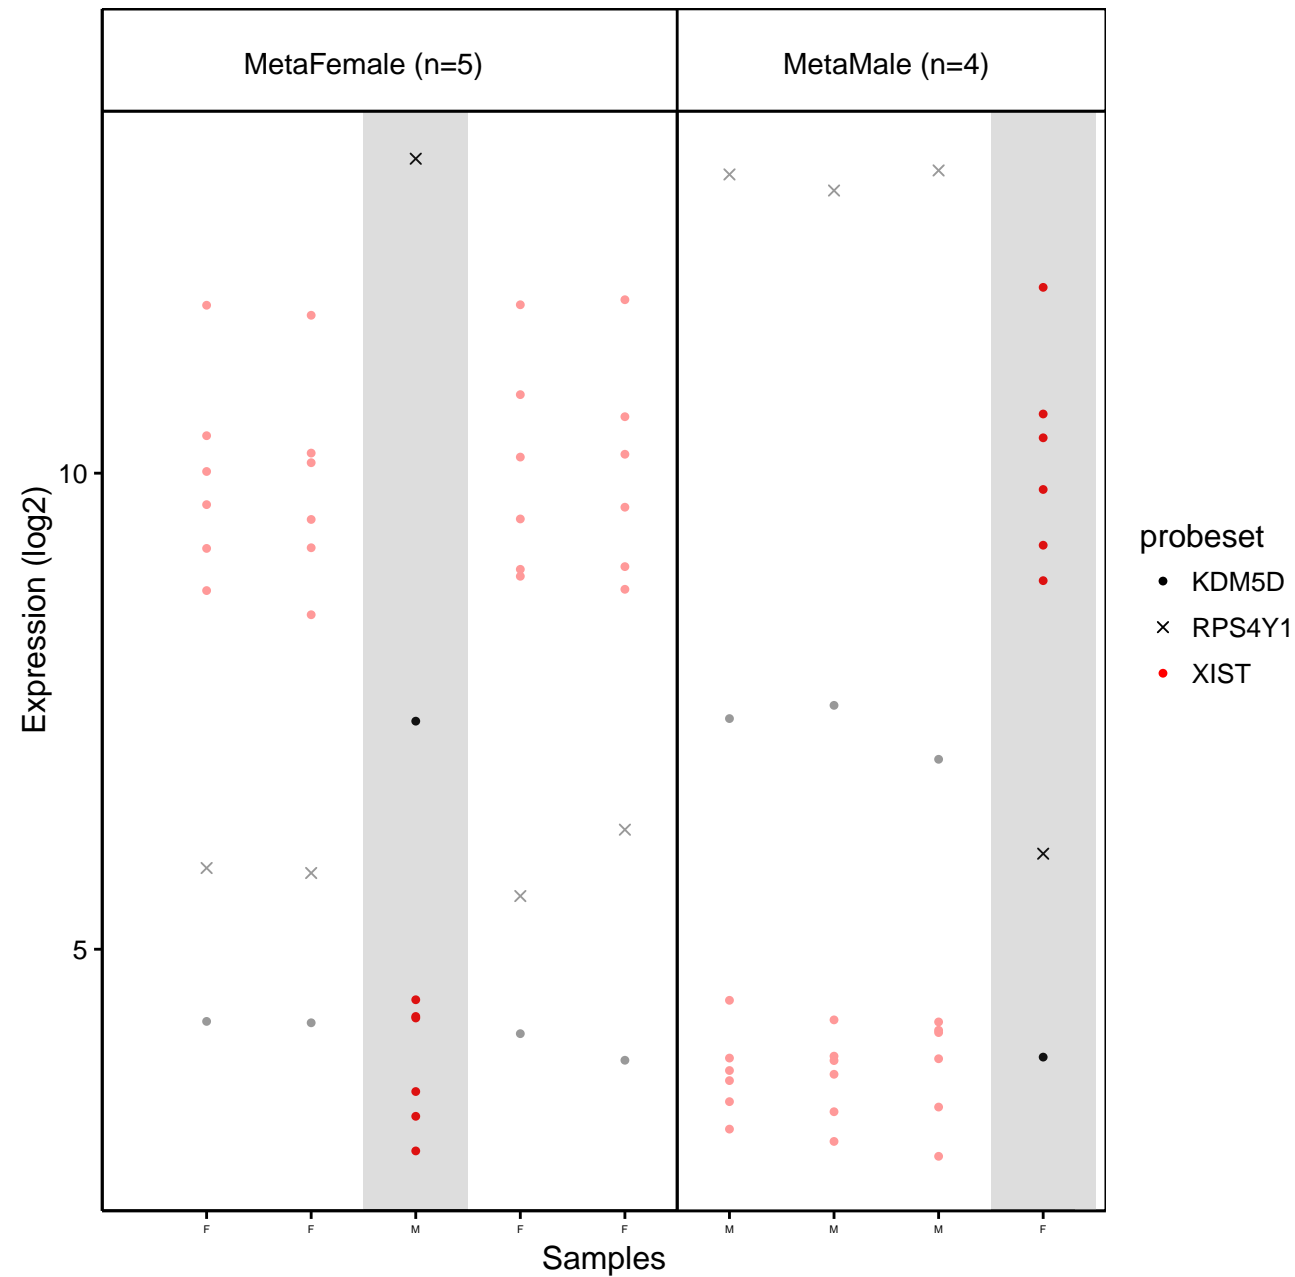 MetaFemale (n=5)
MetaMale (n=4)
10
5
Expression (log2)
F
F
M
F
F
M
M
M
F
Samples
probeset
KDM5D
RPS4Y1
XIST